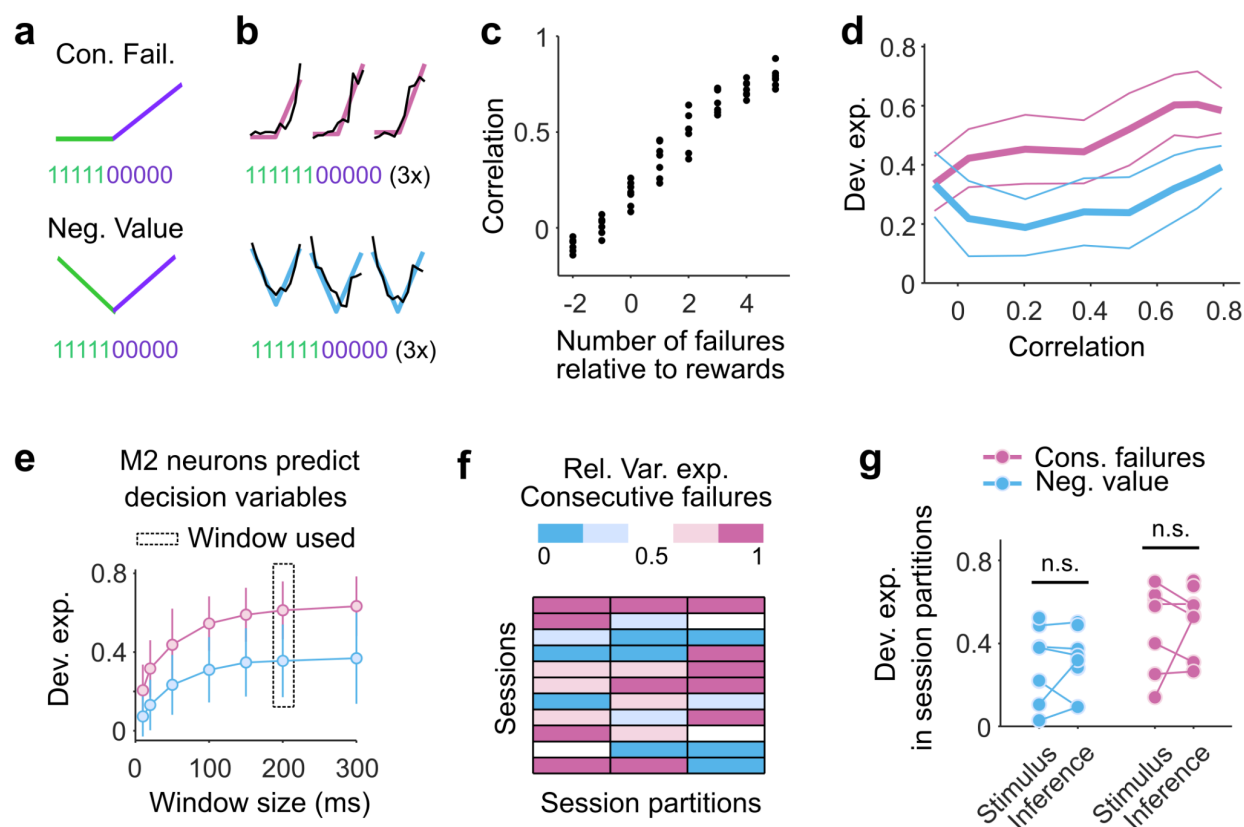 a
Con. Fail.
1111100000
Neg. Value
1111100000
b
11111100000 (3x)
11111100000 (3x)
c
Correlation
1
0.5
0
-2 0 2 4
Number of failures
relative to rewards
d
Dev. exp.
0.8
0.6
0.4
0.2
0
0 0.2 0.4 0.6 0.8
Correlation
e
M2 neurons predict
decision variables
Window used
Dev. exp.
0.8
0.4
0
0 100 200 300
Window size (ms)
f
Rel. Var. exp.
Consecutive failures
0 0.5 1
Sessions
Session partitions
g
Cons. failures
Neg. value
n.s.
n.s.
Dev. exp.
in session partitions
0.8
0.4
0
Stimulus
Inference
Stimulus
Inference